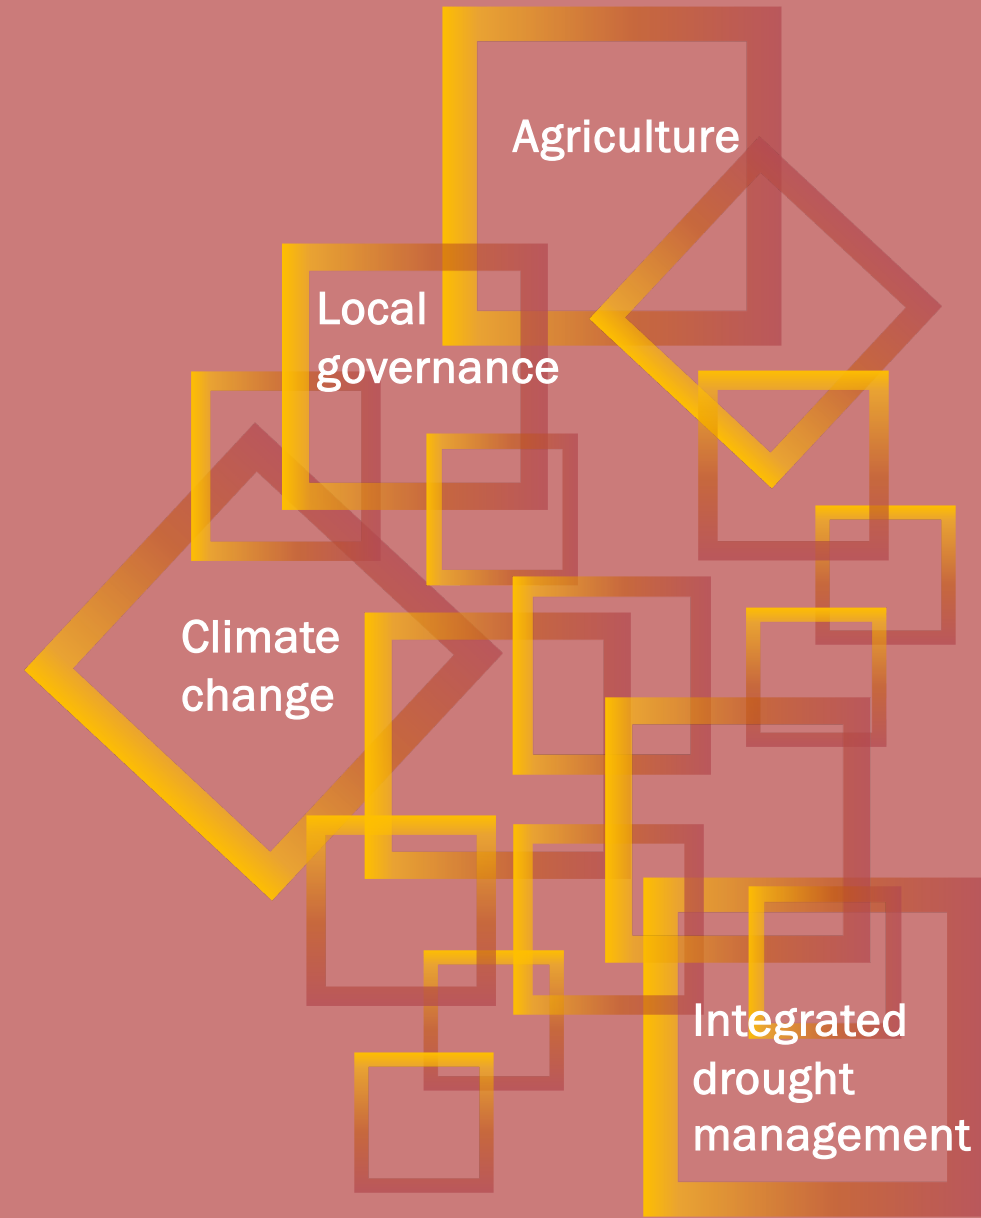 Agriculture
Local
governance
Climate
change
Integrated
drought
management